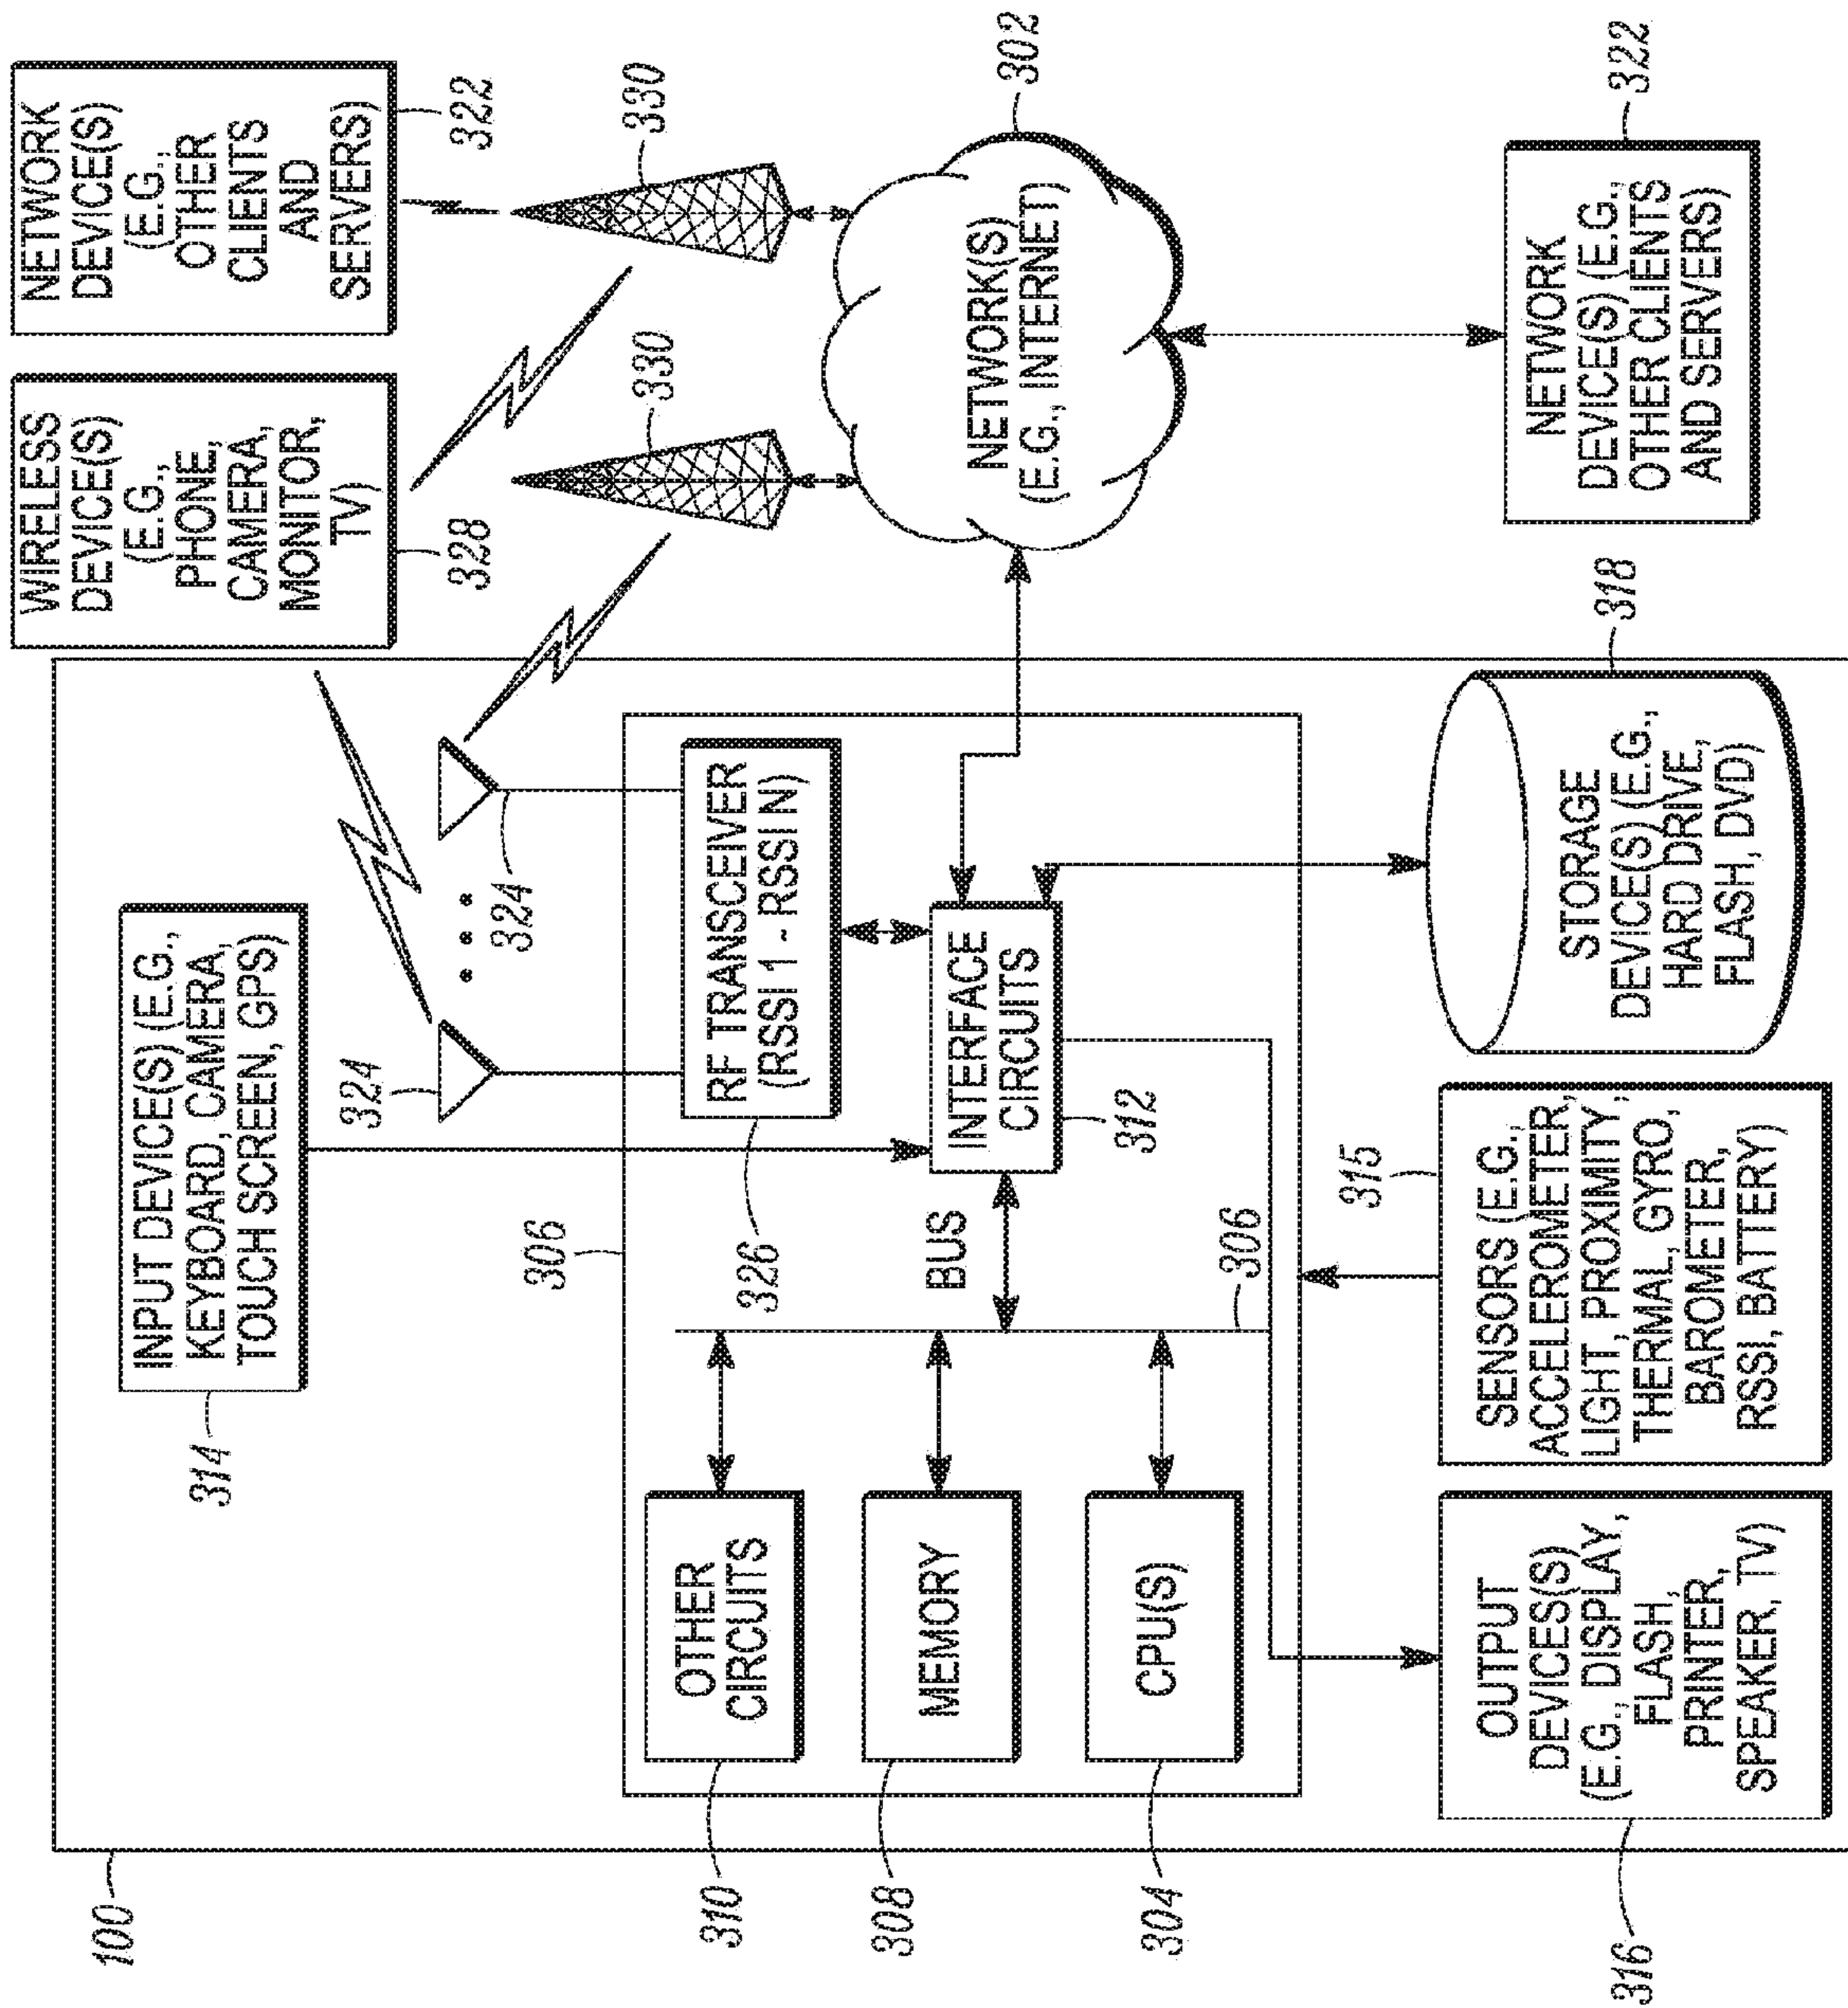 100
INPUT DEVICE(S) (E.G.,
KEYBOARD, CAMERA,
TOUCH SCREEN, GPS)
314
WIRELESS
DEVICE(S)
(E.G.,
PHONE,
CAMERA,
MONITOR,
TV)
328
NETWORK
DEVICE(S)
(E.G.,
OTHER
CLIENTS
AND
SERVERS)
322
324
324
330
330
306
OTHER
CIRCUITS
310
MEMORY
308
CPU(S)
304
RF TRANSCEIVER
(RSSI 1 ~ RSSI N)
326
BUS
INTERFACE
CIRCUITS
312
306
NETWORK(S)
(E.G., INTERNET)
302
OUTPUT
DEVICES(S)
(E.G., DISPLAY,
FLASH,
PRINTER,
SPEAKER, TV)
316
SENSORS (E.G.,
ACCELEROMETER,
LIGHT, PROXIMITY,
THERMAL, GYRO,
BAROMETER,
RSSI, BATTERY)
315
STORAGE
DEVICE(S) (E.G.,
HARD DRIVE,
FLASH, DVD)
318
NETWORK
DEVICE(S) (E.G.,
OTHER CLIENTS
AND SERVERS)
322